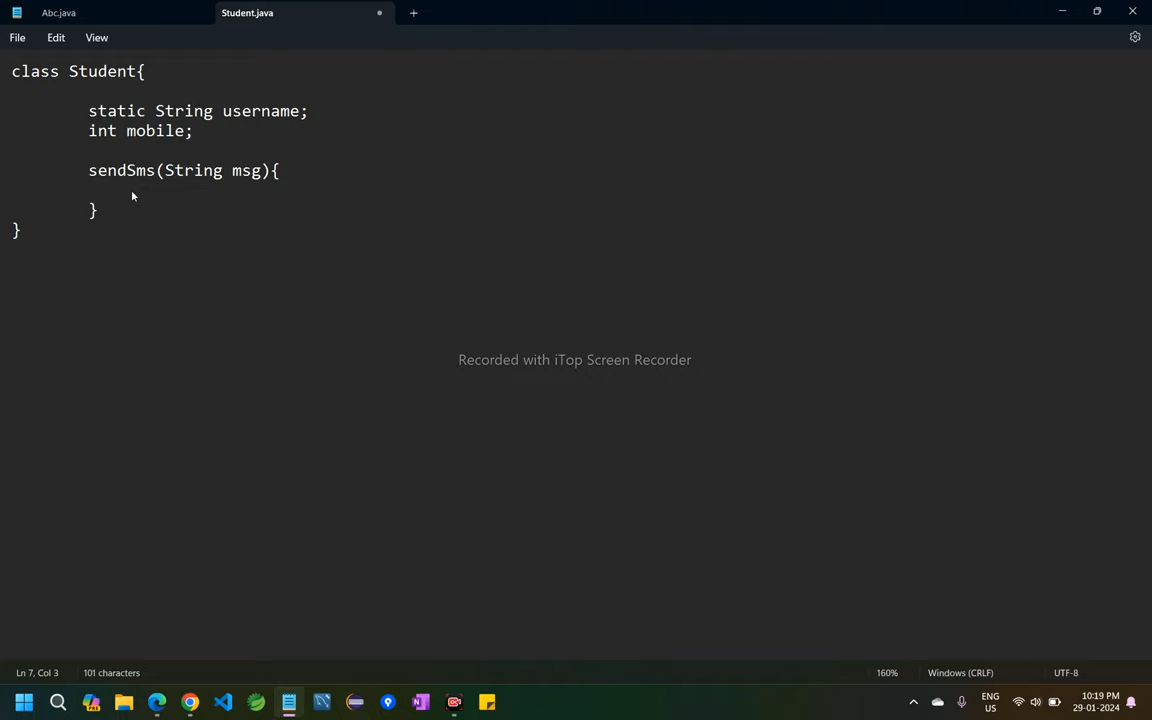 Abc.java
Student.java
File Edit View
class Student{
static String username;
int mobile;
sendSms(String msg){
}
}
Recorded with iTop Screen Recorder
Ln 7, Col 3 101 characters 160% Windows (CRLF) UTF-8
ENG 10:19 PM
US 29-01-2024